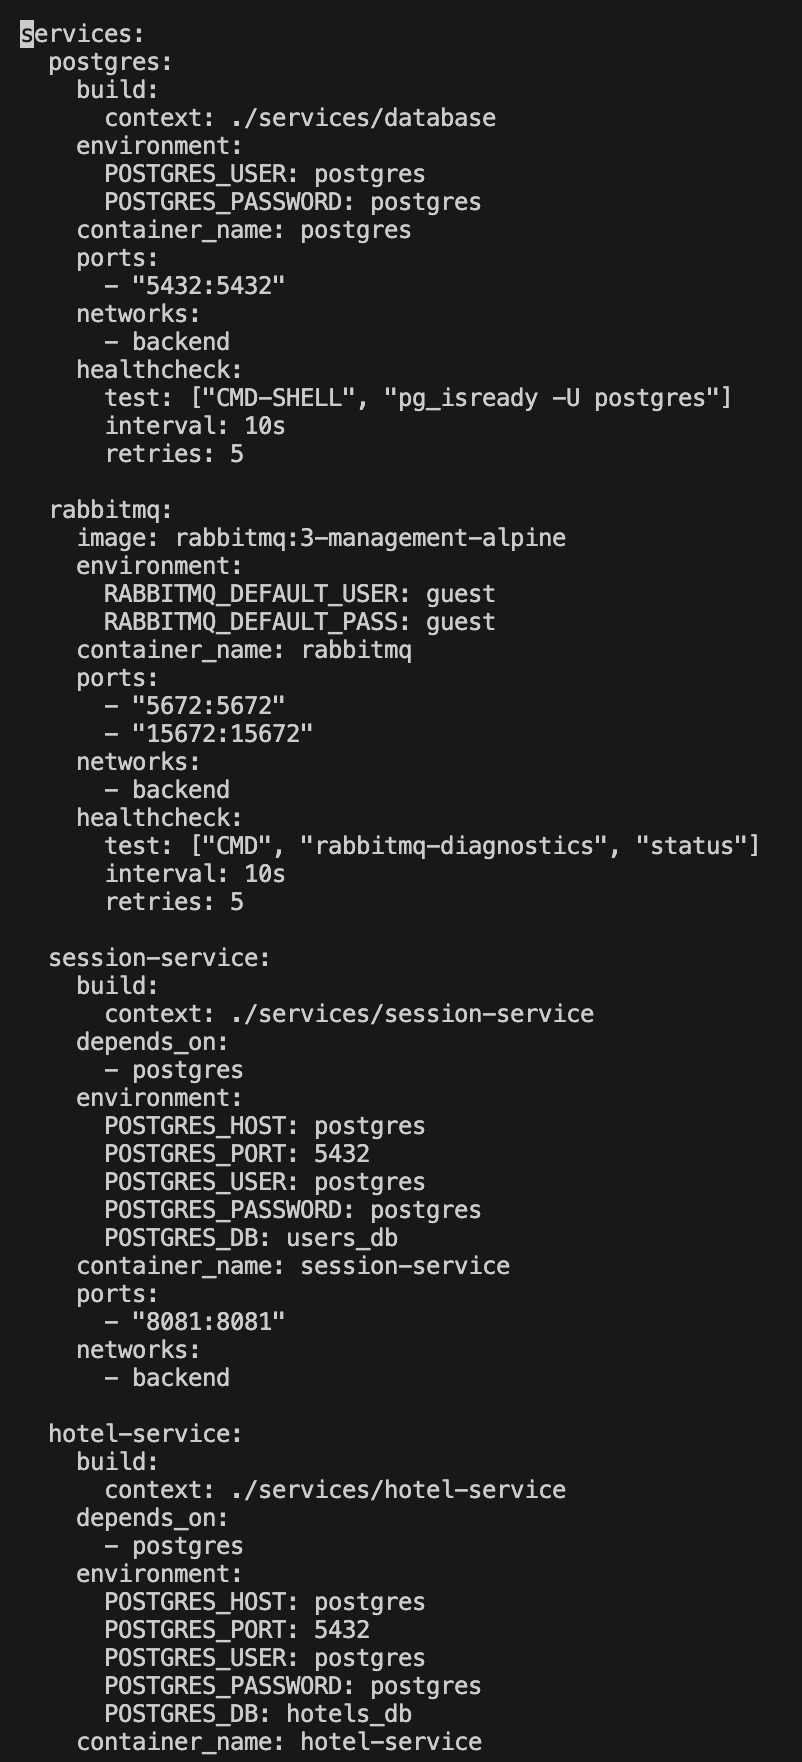 services:
  postgres:
    build:
      context: ./services/database
    environment:
      POSTGRES_USER: postgres
      POSTGRES_PASSWORD: postgres
    container_name: postgres
    ports:
      - "5432:5432"
    networks:
      - backend
    healthcheck:
      test: ["CMD-SHELL", "pg_isready -U postgres"]
      interval: 10s
      retries: 5

  rabbitmq:
    image: rabbitmq:3-management-alpine
    environment:
      RABBITMQ_DEFAULT_USER: guest
      RABBITMQ_DEFAULT_PASS: guest
    container_name: rabbitmq
    ports:
      - "5672:5672"
      - "15672:15672"
    networks:
      - backend
    healthcheck:
      test: ["CMD", "rabbitmq-diagnostics", "status"]
      interval: 10s
      retries: 5

  session-service:
    build:
      context: ./services/session-service
    depends_on:
      - postgres
    environment:
      POSTGRES_HOST: postgres
      POSTGRES_PORT: 5432
      POSTGRES_USER: postgres
      POSTGRES_PASSWORD: postgres
      POSTGRES_DB: users_db
    container_name: session-service
    ports:
      - "8081:8081"
    networks:
      - backend

  hotel-service:
    build:
      context: ./services/hotel-service
    depends_on:
      - postgres
    environment:
      POSTGRES_HOST: postgres
      POSTGRES_PORT: 5432
      POSTGRES_USER: postgres
      POSTGRES_PASSWORD: postgres
      POSTGRES_DB: hotels_db
    container_name: hotel-service